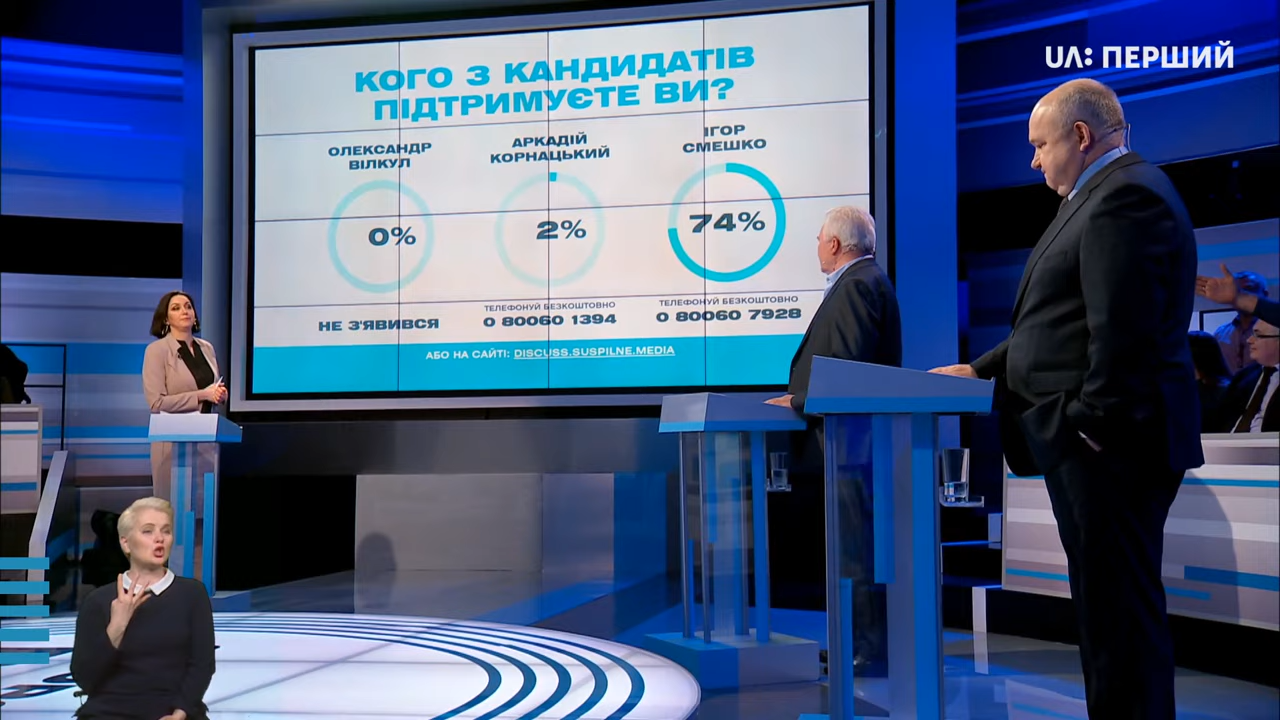 UA: ПЕРШИЙ
КОГО З КАНДИДАТІВ
ПІДТРИМУЄТЕ ВИ?
ОЛЕКСАНДР
ВІЛКУЛ
0%
НЕ З'ЯВИВСЯ
АРКАДІЙ
КОРНАЦЬКИЙ
2%
ТЕЛЕФОНУЙ БЕЗКОШТОВНО
0 80060 1394
ІГОР
СМЕШКО
74%
ТЕЛЕФОНУЙ БЕЗКОШТОВНО
0 80060 7928
АБО НА САЙТІ: DISCUSS.SUSPILNE.MEDIA